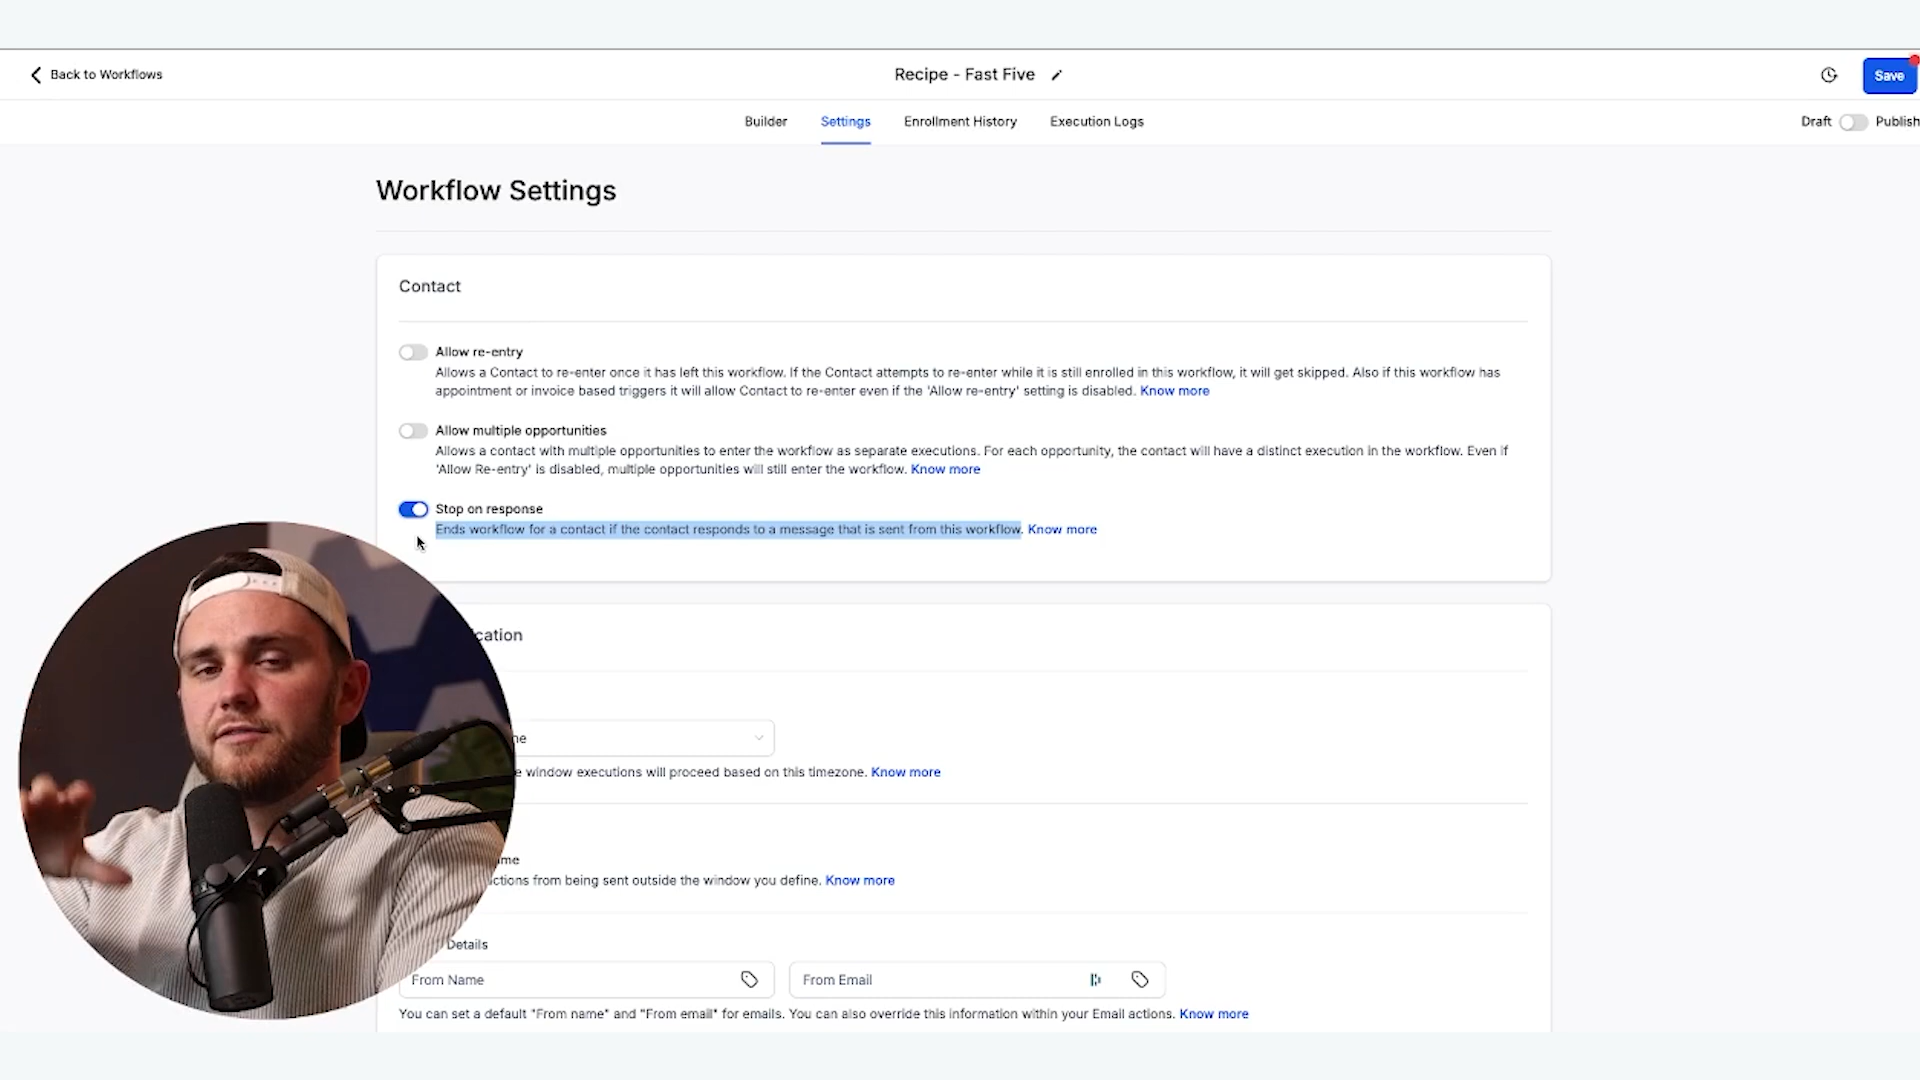 Back to Workflows
Recipe - Fast Five
Save
Builder
Settings
Enrollment History
Execution Logs
Draft
Publish
Workflow Settings
Contact
Allow re-entry
Allows a Contact to re-enter once it has left this workflow. If the Contact attempts to re-enter while it is still enrolled in this workflow, it will get skipped. Also if this workflow has
appointment or invoice based triggers it will allow Contact to re-enter even if the 'Allow re-entry' setting is disabled. Know more
Allow multiple opportunities
Allows a contact with multiple opportunities to enter the workflow as separate executions. For each opportunity, the contact will have a distinct execution in the workflow. Even if
'Allow Re-entry' is disabled, multiple opportunities will still enter the workflow. Know more
Stop on response
Ends workflow for a contact if the contact responds to a message that is sent from this workflow. Know more
cation
ne
window executions will proceed based on this timezone. Know more
me
ctions from being sent outside the window you define. Know more
Details
From Name
From Email
You can set a default "From name" and "From email" for emails. You can also override this information within your Email actions. Know more